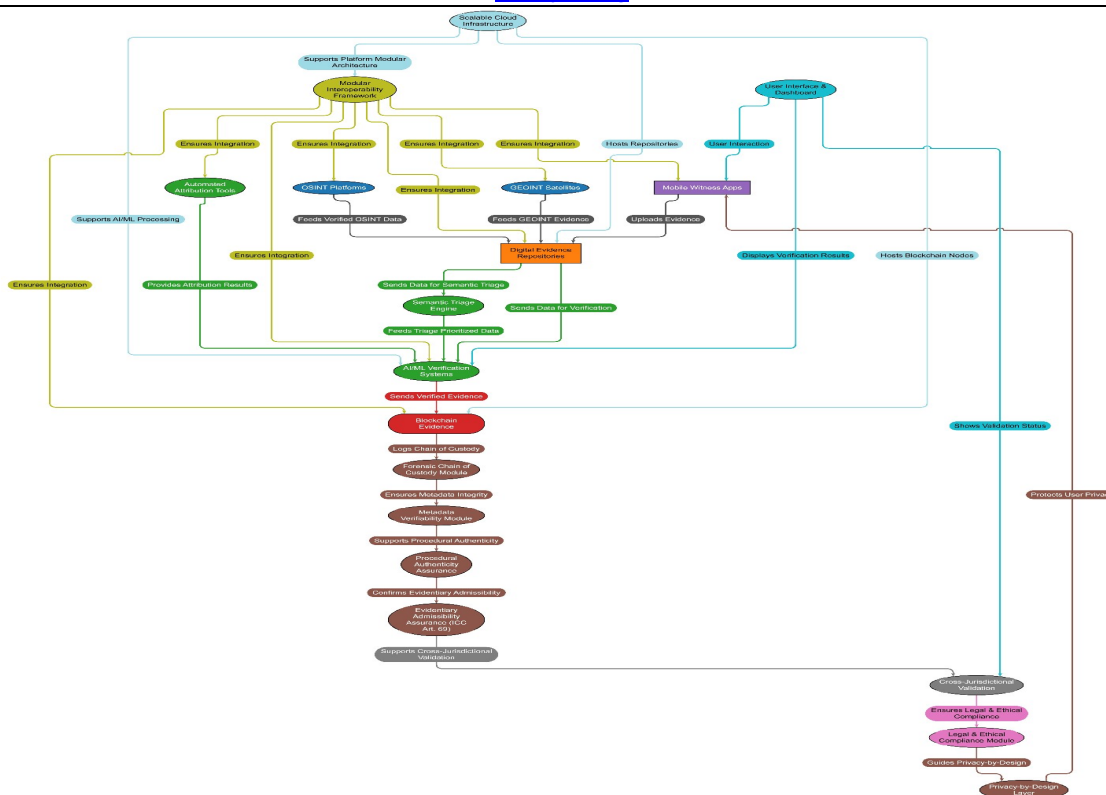 Scalable Cloud
Infrastructure
Supports Platform Modular
Architecture
Modular
Interoperability
Framework
User Interface &
Dashboard
Ensures Integration
Ensures Integration
Ensures Integration
Ensures Integration
Hosts Repositories
User Interaction
Automated
Attribution Tools
OSINT Platforms
Ensures Integration
GEOINT Satellites
Mobile Witness Apps
Supports AI/ML Processing
Feeds Verified OSINT Data
Feeds GEOINT Evidence
Uploads Evidence
Ensures Integration
Digital Evidence
Repositories
Displays Verification Results
Hosts Blockchain Nodes
Ensures Integration
Provides Attribution Results
Sends Data for Semantic Triage
Semantic Triage
Engine
Sends Data for Verification
Feeds Triage Prioritized Data
AI/ML Verification
Systems
Sends Verified Evidence
Blockchain
Evidence
Shows Validation Status
Logs Chain of Custody
Forensic Chain of
Custody Module
Ensures Metadata Integrity
Protects User Priva
Metadata
Verifiability Module
Supports Procedural Authenticity
Procedural
Authenticity
Assurance
Confirms Evidentiary Admissibility
Evidentiary
Admissibility
Assurance (ICC
Art. 69)
Supports Cross-Jurisdictional
Validation
Cross-Jurisdictional
Validation
Ensures Legal & Ethical
Compliance
Legal & Ethical
Compliance Module
Guides Privacy-by-Design
Privacy-by-Design
Layer